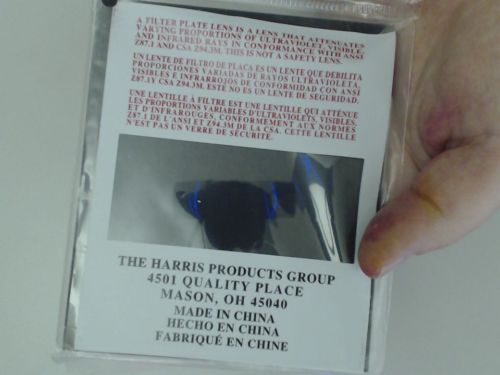 A FILTER PLATE LENS IS A LENS THAT ATTENUATES
VARYING PROPORTIONS OF ULTRAVIOLET, VISIBLE,
AND INFRARED RAYS IN CONFORMANCE WITH ANSI
Z87.1 AND CSA Z94.3M. THIS IS NOT A SAFETY LENS.
UN LENTE DE FILTRO DE PLACA ES UN LENTE QUE DEBILITA
PROPORCIONES VARIADAS DE RAYOS ULTRAVIOLETA,
VISIBLES E INFRARROJOS DE CONFORMIDAD CON ANSI
Z87.1Y CSA Z94.3M. ESTE NO ES UN LENTE DE SEGURIDAD.
UNE LENTILLE À FILTRE EST UNE LENTILLE QUI ATTÉNUE
LES PROPORTIONS VARIABLES D'ULTRAVIOLETS, VISIBLES,
ET D'INFRAROUGES, CONFORMEMENT AUX NORMES
Z87.1 DE L'ANSI ET Z94.3M DE LA CSA. CETTE LENTILLE
N'EST PAS UN VERRE DE SÉCURITÉ.
THE HARRIS PRODUCTS GROUP
4501 QUALITY PLACE
MASON, OH 45040
MADE IN CHINA
HECHO EN CHINA
FABRIQUÉ EN CHINE